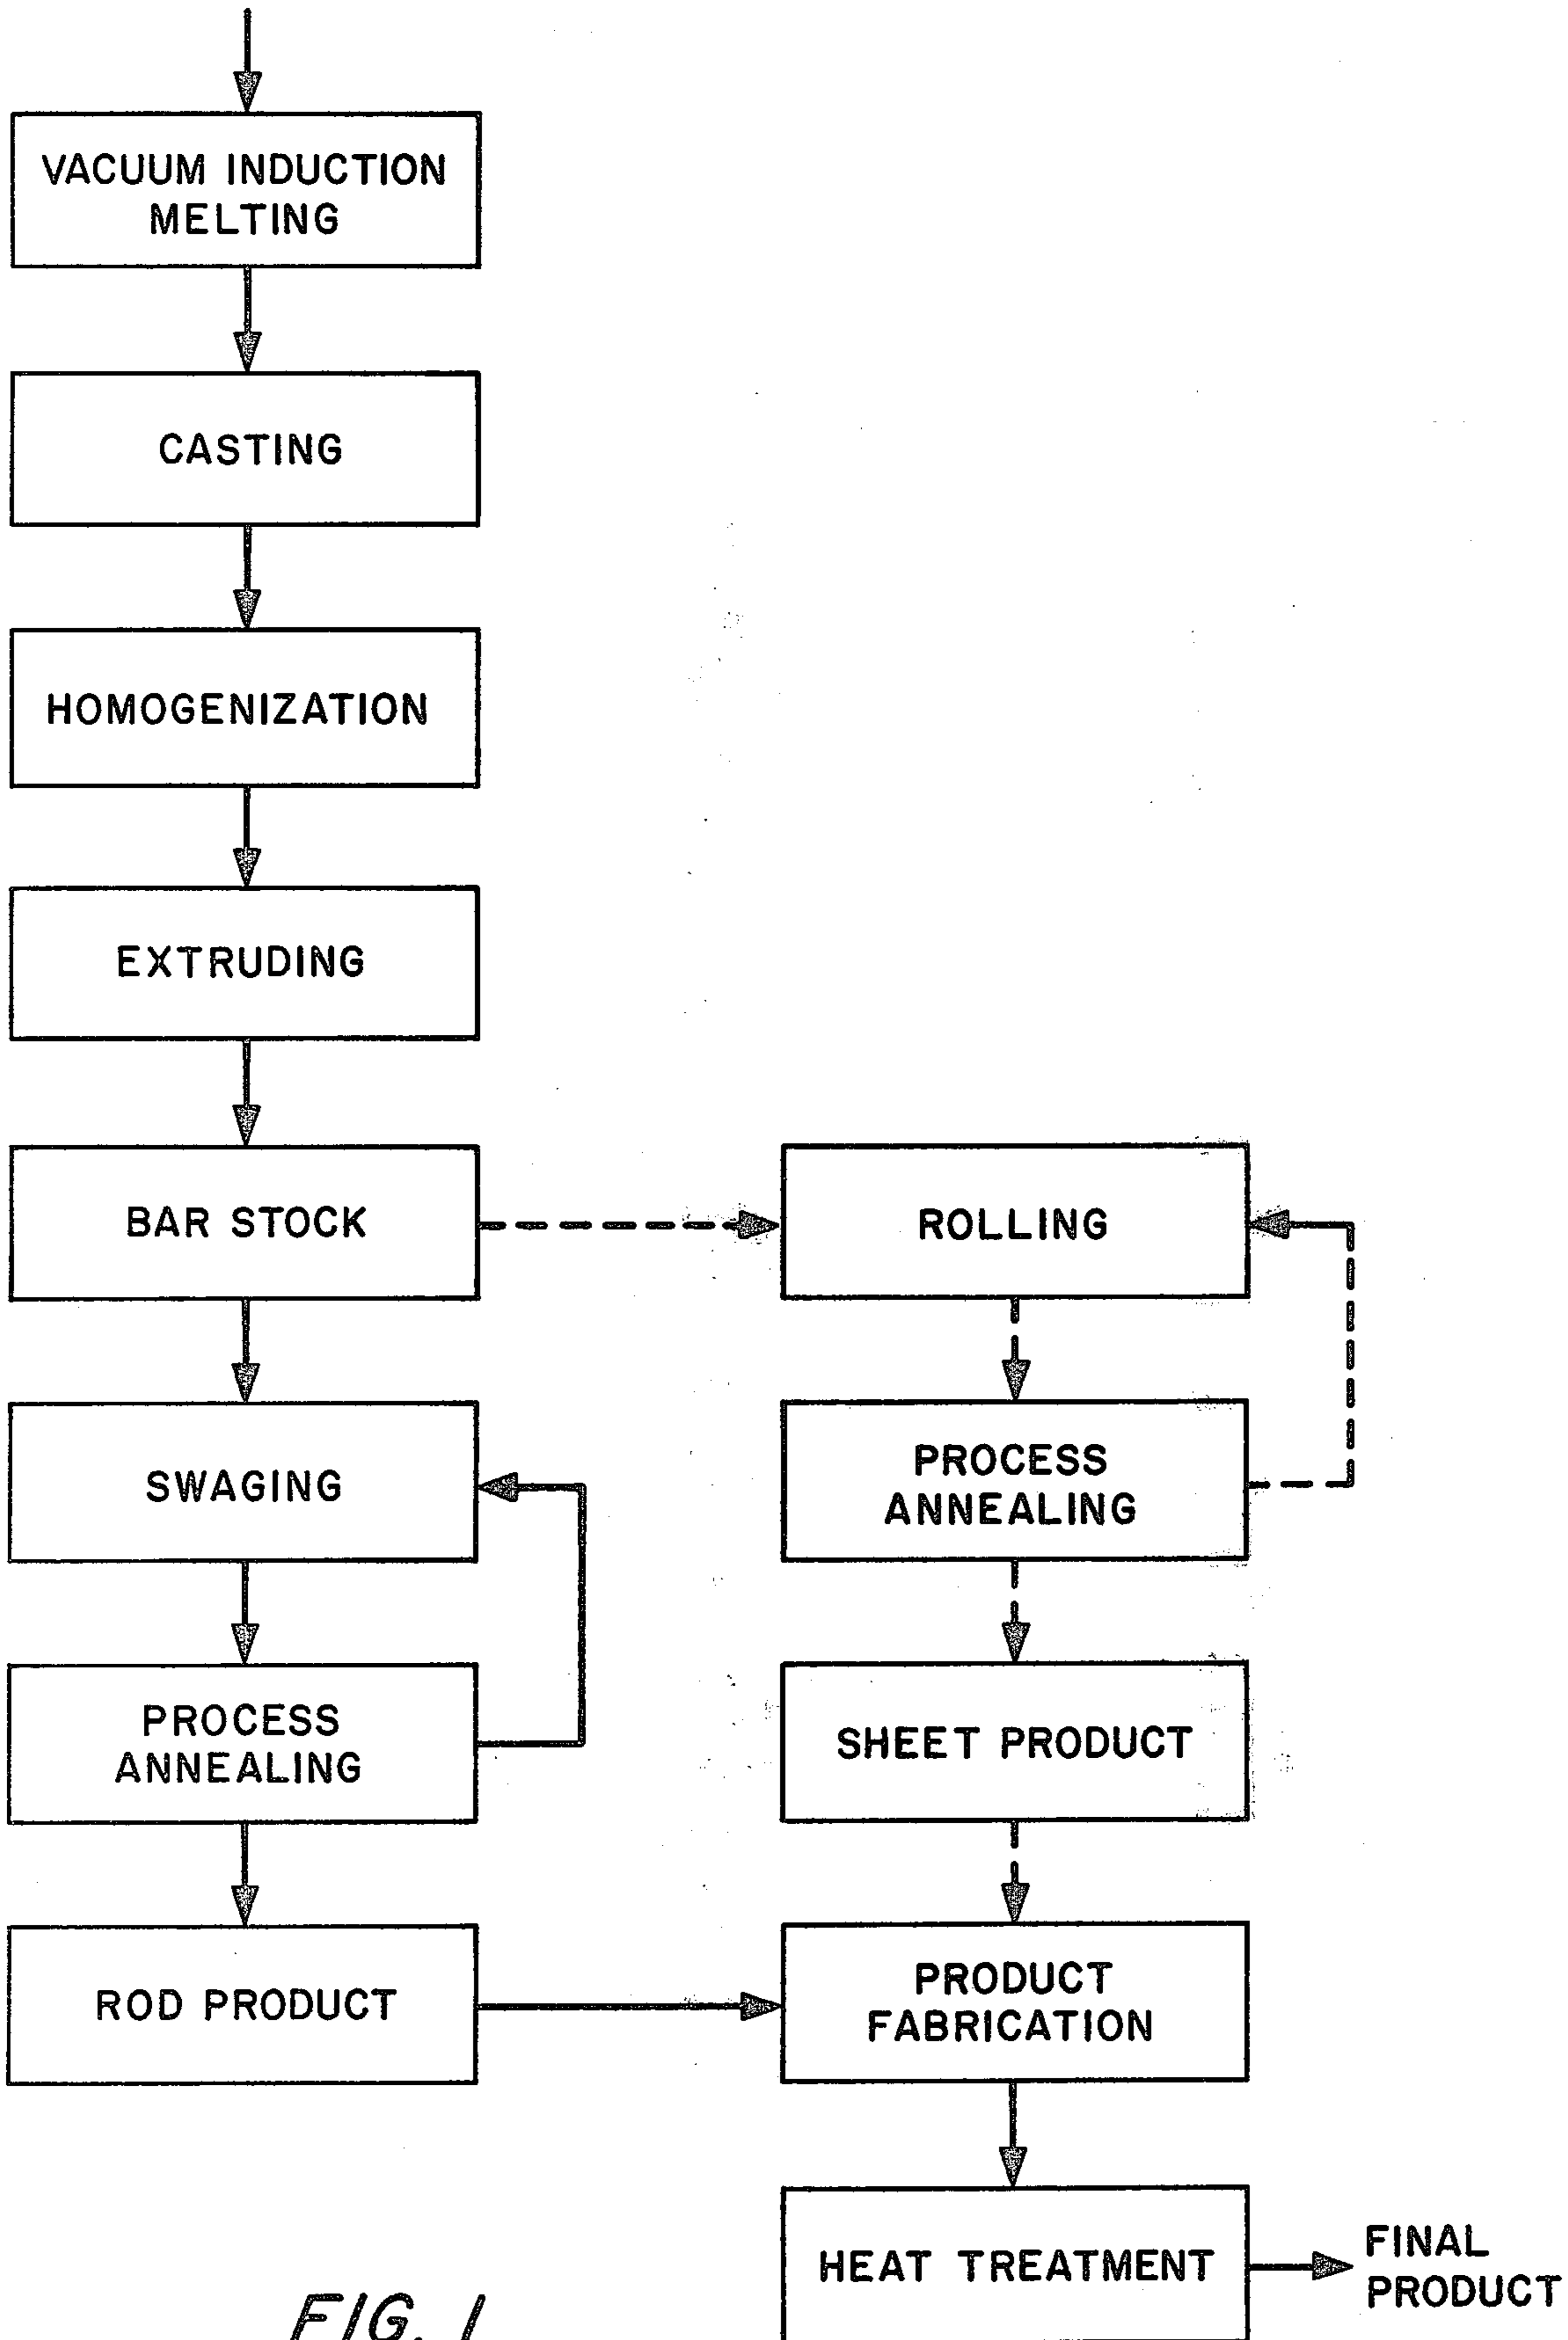 VACUUM INDUCTION
MELTING
CASTING
HOMOGENIZATION
EXTRUDING
BAR STOCK
SWAGING
PROCESS
ANNEALING
ROD PRODUCT
ROLLING
PROCESS
ANNEALING
SHEET PRODUCT
PRODUCT
FABRICATION
HEAT TREATMENT
FINAL
PRODUCT
FIG. 1